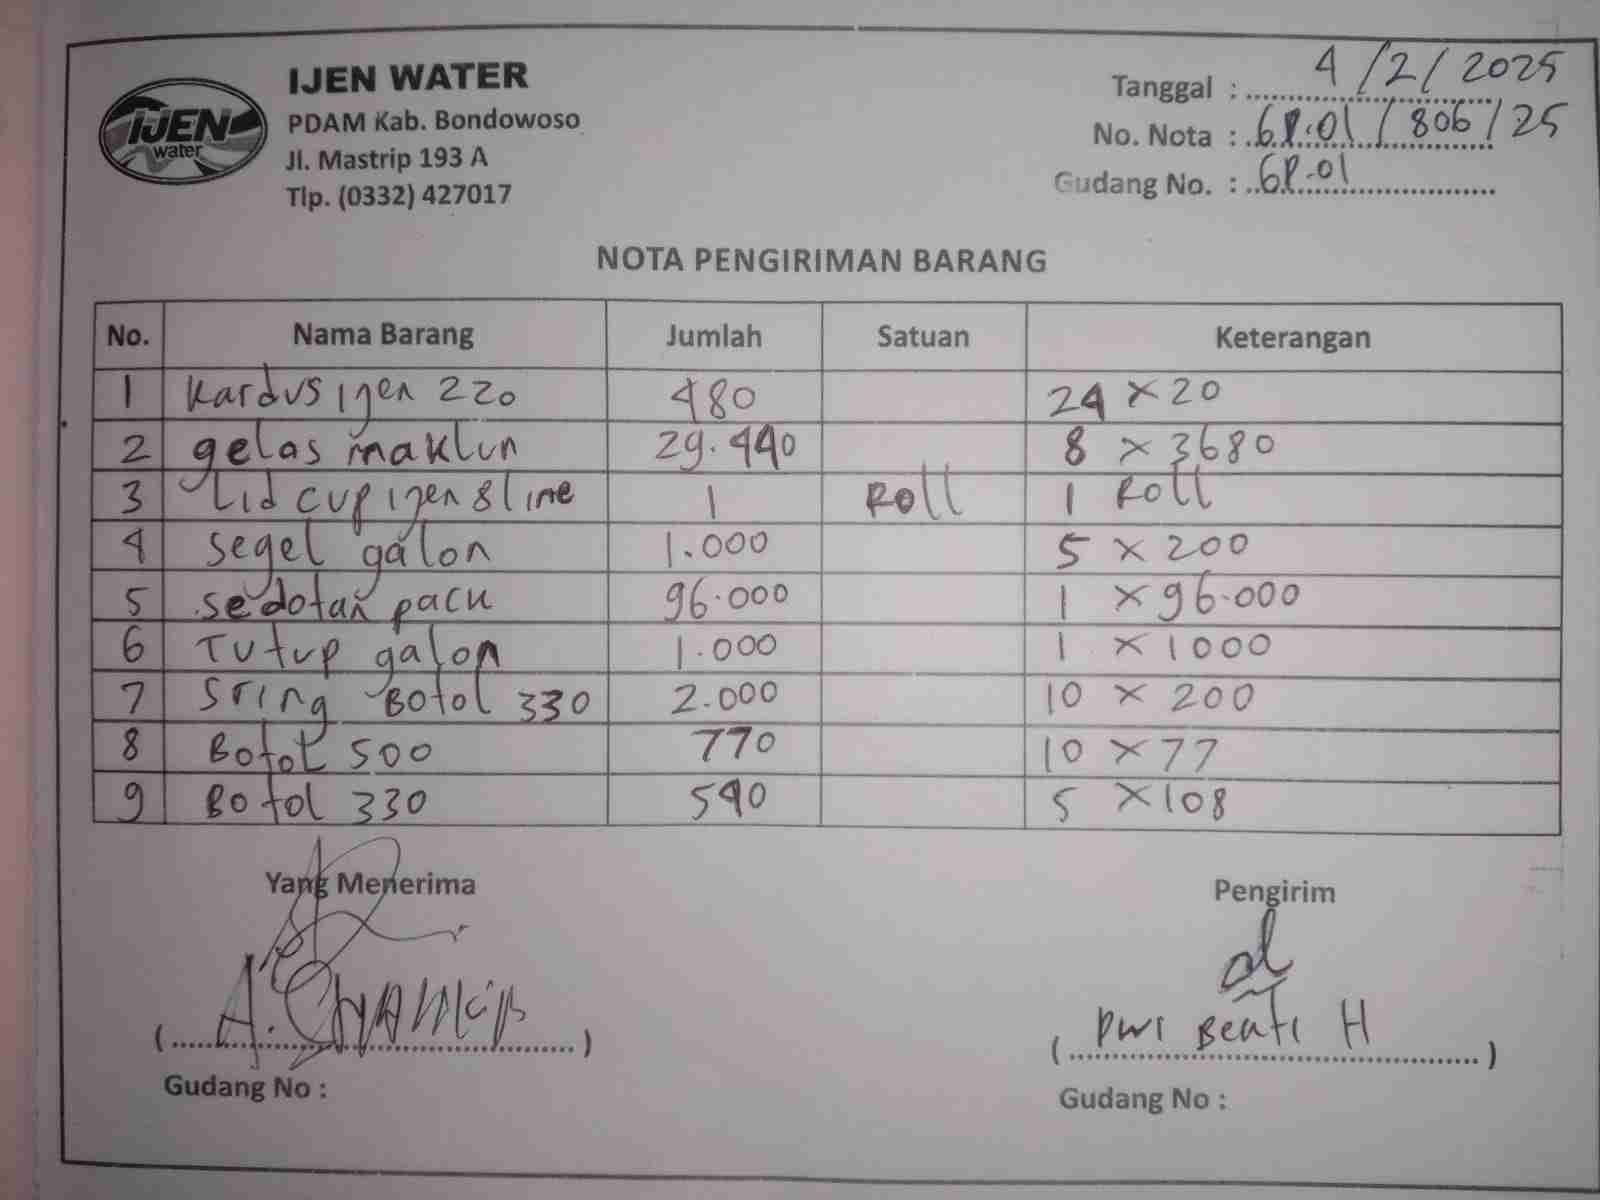 IJEN water
IJEN WATER
PDAM Kab. Bondowoso
Jl. Mastrip 193 A
Tlp. (0332) 427017
Tanggal : 4/2/2025
No. Nota : GP.01/806/25
Gudang No. : GP.01
NOTA PENGIRIMAN BARANG
No. Nama Barang Jumlah Satuan Keterangan
1 Kardus ijen 220 480 24 x 20
2 gelas maklun 29.440 8 x 3680
3 Lid cup ijen 8 line 1 Roll 1 Roll
4 segel galon 1.000 5 x 200
5 sedotan pack 96.000 1 x 96.000
6 Tutup galon 1.000 1 x 1000
7 Sring Botol 330 2.000 10 x 200
8 Botol 500 770 10 x 77
9 Botol 330 540 5 x 108
Yang Menerima Pengirim
( A. ) ( Dwi Beati H )
Gudang No : Gudang No :